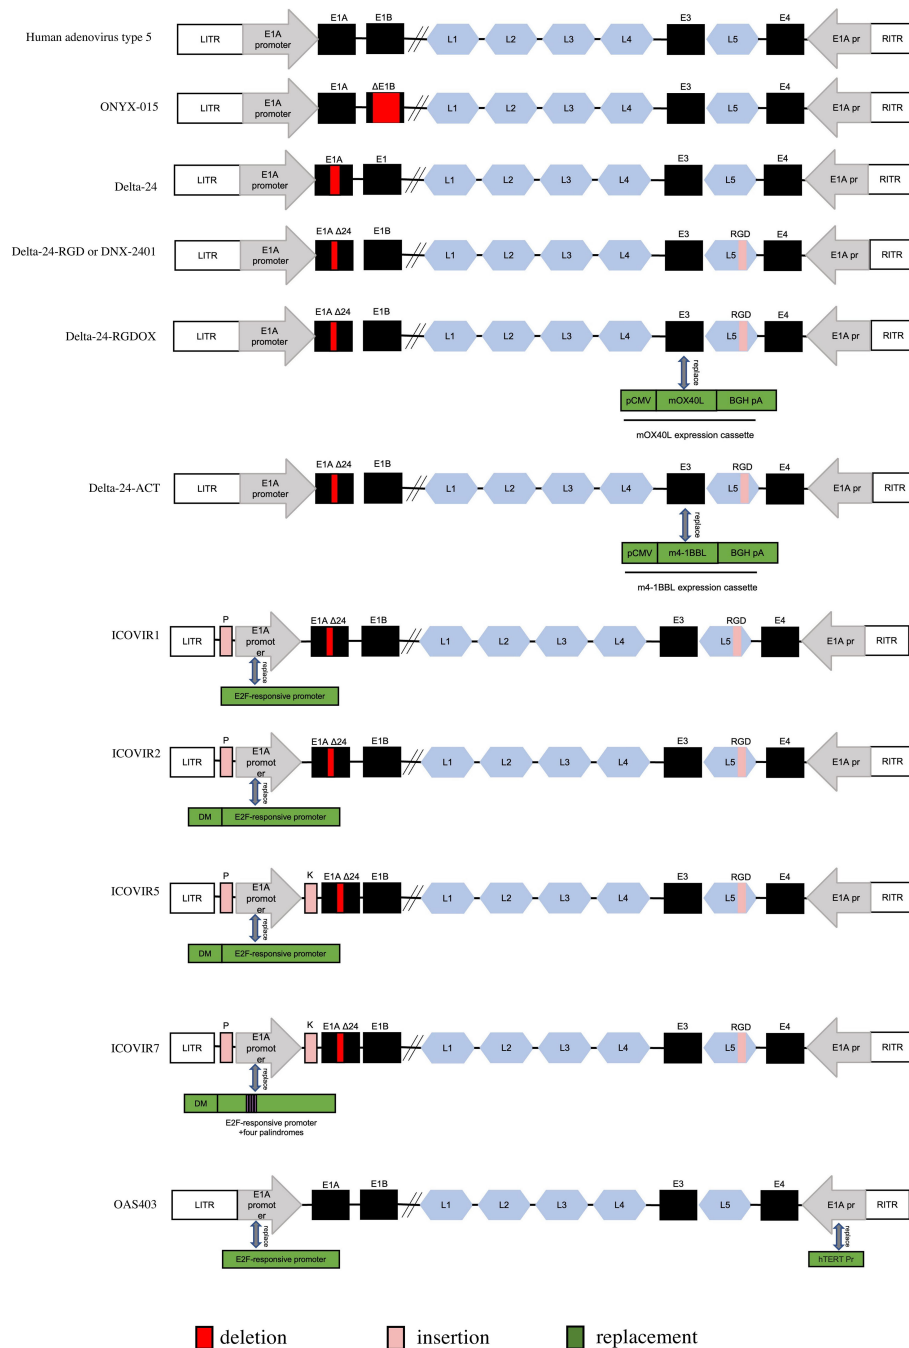 E1A E1B E3 E4
Human adenovirus type 5 LITR E1A promoter L1 L2 L3 L4 L5 E1A pr RITR
E1A ΔE1B E3 E4
ONYX-015 LITR E1A promoter L1 L2 L3 L4 L5 E1A pr RITR
E1A E1 E3 E4
Delta-24 LITR E1A promoter L1 L2 L3 L4 L5 E1A pr RITR
E1A Δ24 E1B E3 RGD E4
Delta-24-RGD or DNX-2401 LITR E1A promoter L1 L2 L3 L4 L5 E1A pr RITR
E1A Δ24 E1B E3 RGD E4
Delta-24-RGDOX LITR E1A promoter L1 L2 L3 L4 L5 E1A pr RITR
replace
pCMV mOX40L BGH pA
mOX40L expression cassette
E1A Δ24 E1B E3 RGD E4
Delta-24-ACT LITR E1A promoter L1 L2 L3 L4 L5 E1A pr RITR
replace
pCMV m4-1BBL BGH pA
m4-1BBL expression cassette
P E1A Δ24 E1B E3 RGD E4
ICOVIR1 LITR E1A promot er L1 L2 L3 L4 L5 E1A pr RITR
replace
E2F-responsive promoter
P E1A Δ24 E1B E3 RGD E4
ICOVIR2 LITR E1A promot er L1 L2 L3 L4 L5 E1A pr RITR
replace
DM E2F-responsive promoter
P K E1A Δ24 E1B E3 RGD E4
ICOVIR5 LITR E1A promot er L1 L2 L3 L4 L5 E1A pr RITR
replace
DM E2F-responsive promoter
P K E1A Δ24 E1B E3 RGD E4
ICOVIR7 LITR E1A promot er L1 L2 L3 L4 L5 E1A pr RITR
replace
DM
E2F-responsive promoter
+four palindromes
E1A E1B E3 E4
OAS403 LITR E1A promot er L1 L2 L3 L4 L5 E1A pr RITR
replace replace
E2F-responsive promoter hTERT Pr
deletion insertion replacement